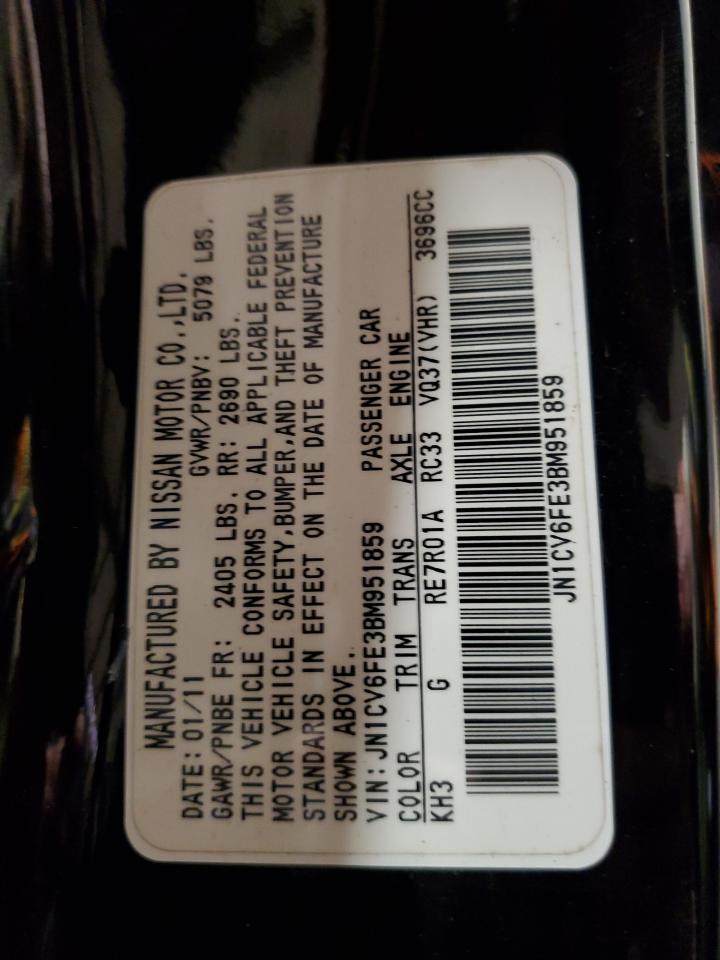 MANUFACTURED BY NISSAN MOTOR CO.,LTD.
DATE: 01/11 GVWR/PNBV: 5079 LBS.
GAWR/PNBE FR: 2405 LBS. RR: 2690 LBS.
THIS VEHICLE CONFORMS TO ALL APPLICABLE FEDERAL
MOTOR VEHICLE SAFETY,BUMPER,AND THEFT PREVENTION
STANDARDS IN EFFECT ON THE DATE OF MANUFACTURE
SHOWN ABOVE.
VIN: JN1CV6FE3BM951859 PASSENGER CAR
COLOR TRIM TRANS AXLE ENGINE
KH3 G RE7R01A RC33 VQ37(VHR) 3696CC
JN1CV6FE3BM951859